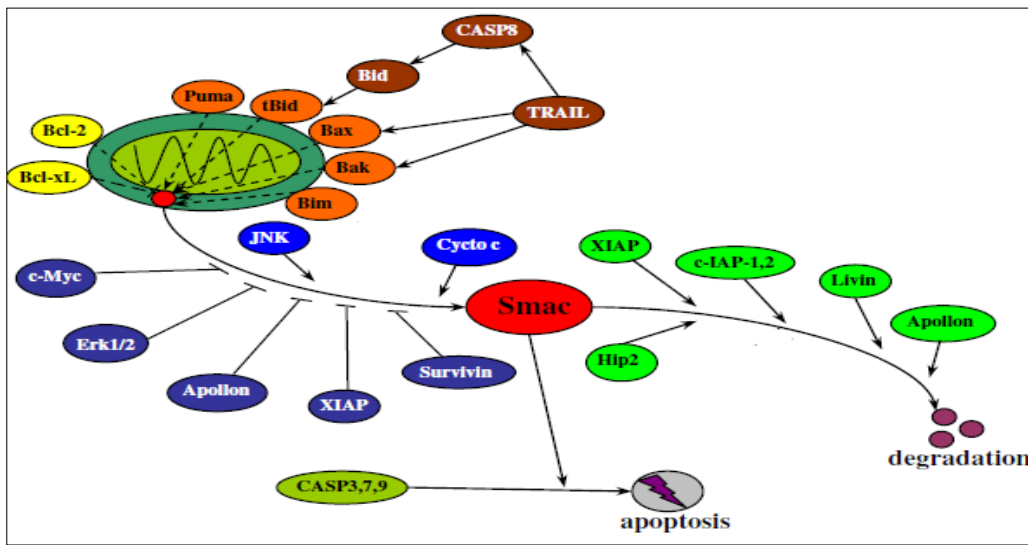 CASP8
Bid
Puma
tBid
TRAIL
Bcl-2
Bax
Bak
Bcl-xL
Bim
JNK
Cycto c
XIAP
c-IAP-1,2
c-Myc
Livin
Smac
Apollon
Erk1/2
Hip2
Survivin
Apollon
XIAP
degradation
CASP3,7,9
apoptosis